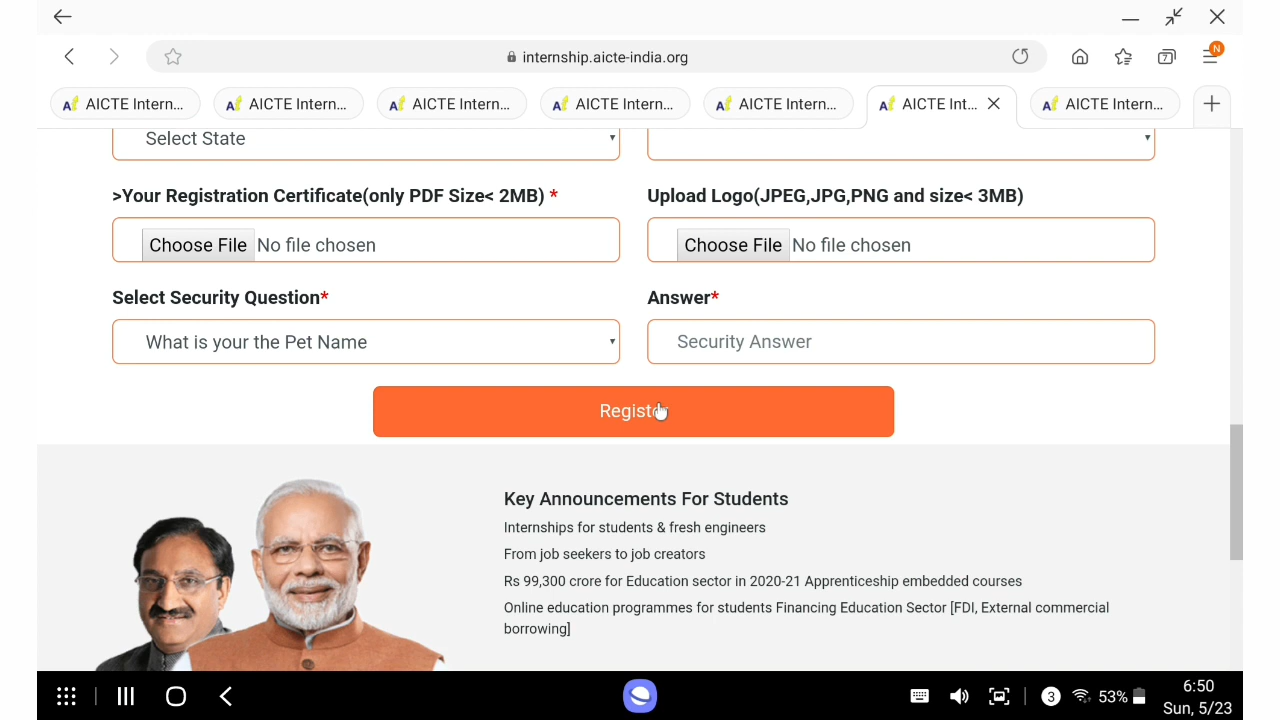 N
internship.aicte-india.org
7
AICTE Intern...
AICTE Intern...
AICTE Intern...
AICTE Intern...
AICTE Intern...
AICTE Int...
AICTE Intern...
Select State
>Your Registration Certificate(only PDF Size< 2MB) *
Upload Logo(JPEG,JPG,PNG and size< 3MB)
Choose File No file chosen
Choose File No file chosen
Select Security Question*
Answer*
What is your the Pet Name
Security Answer
Register
Key Announcements For Students
Internships for students & fresh engineers
From job seekers to job creators
Rs 99,300 crore for Education sector in 2020-21 Apprenticeship embedded courses
Online education programmes for students Financing Education Sector [FDI, External commercial
borrowing]
3
53%
6:50
Sun, 5/23